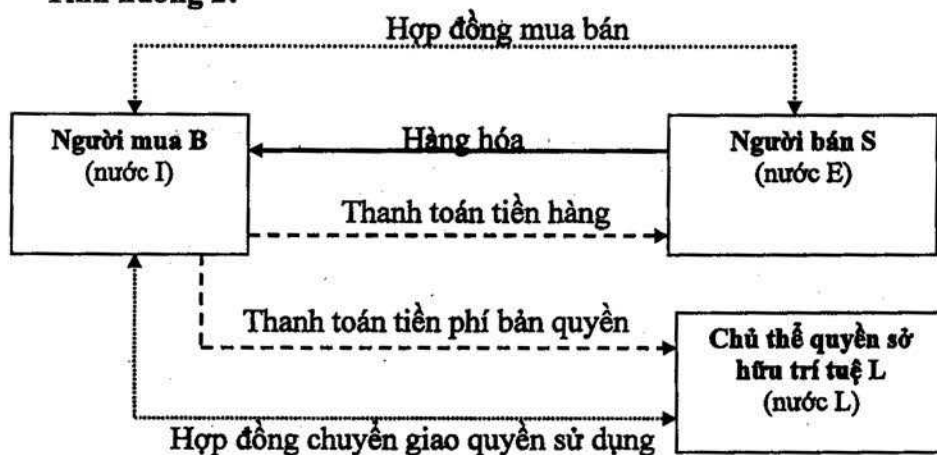 Hợp đồng mua bán
Người mua B
(nước I)
Hàng hóa
Người bán S
(nước E)
Thanh toán tiền hàng
Thanh toán tiền phí bản quyền
Chủ thể quyền sở
hữu trí tuệ L
(nước L)
Hợp đồng chuyển giao quyền sử dụng